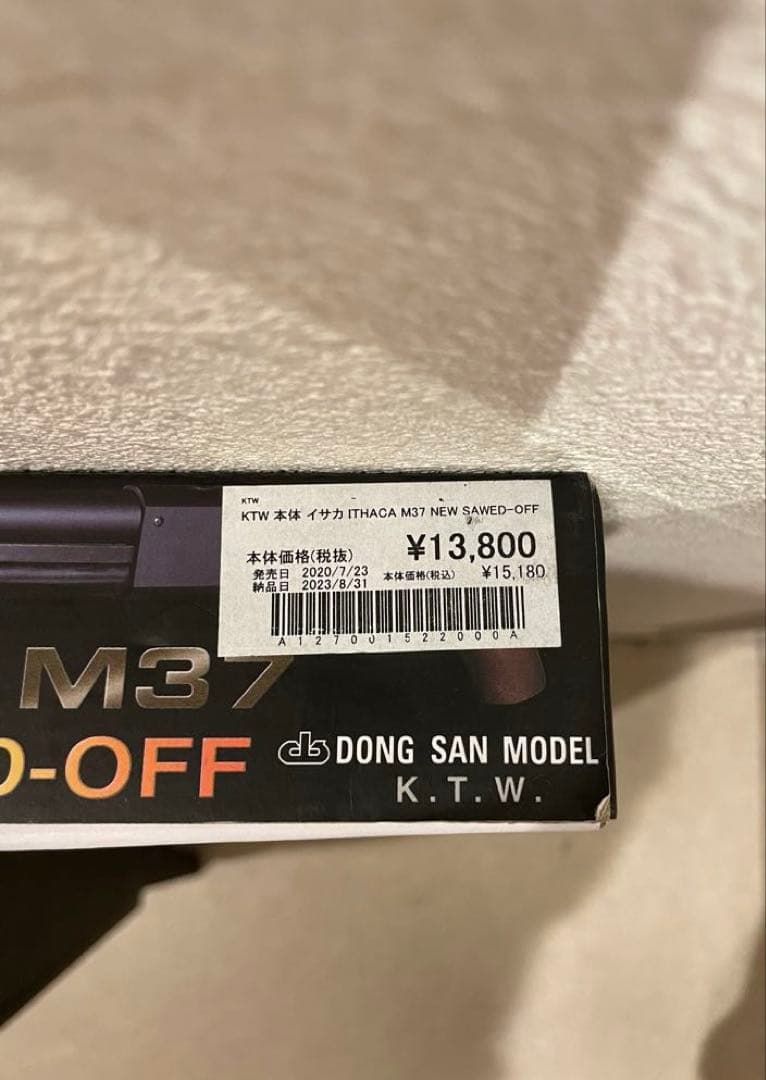 KTW
KTW 本体 イサカ ITHACA M37 NEW SAWED-OFF
本体価格(税抜) ¥13,800
発売日 2020/7/23 本体価格(税込) ¥15,180
納品日 2023/8/31
A127001522000A
M37
D-OFF
ds DONG SAN MODEL
K.T.W.